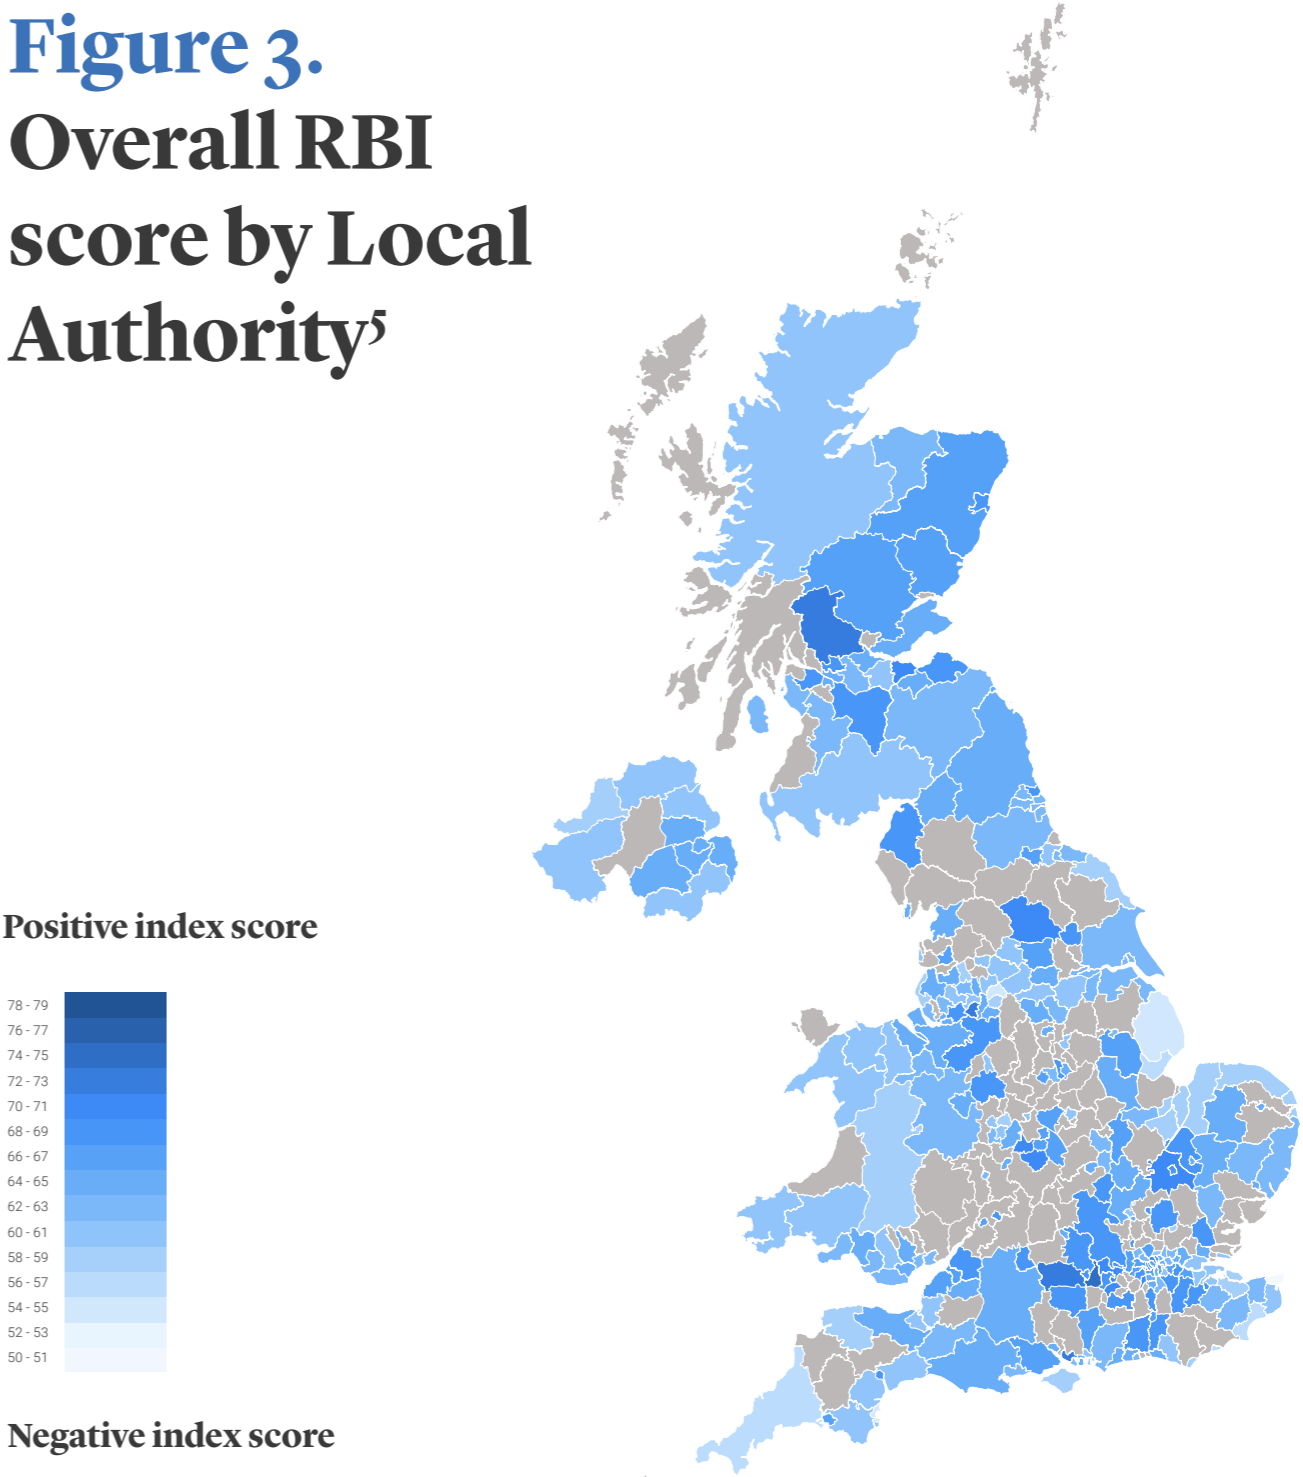 Figure 3.
Overall RBI
score by Local
Authority⁵
Positive index score
78 - 79
76 - 77
74 - 75
72 - 73
70 - 71
68 - 69
66 - 67
64 - 65
62 - 63
60 - 61
58 - 59
56 - 57
54 - 55
52 - 53
50 - 51
Negative index score